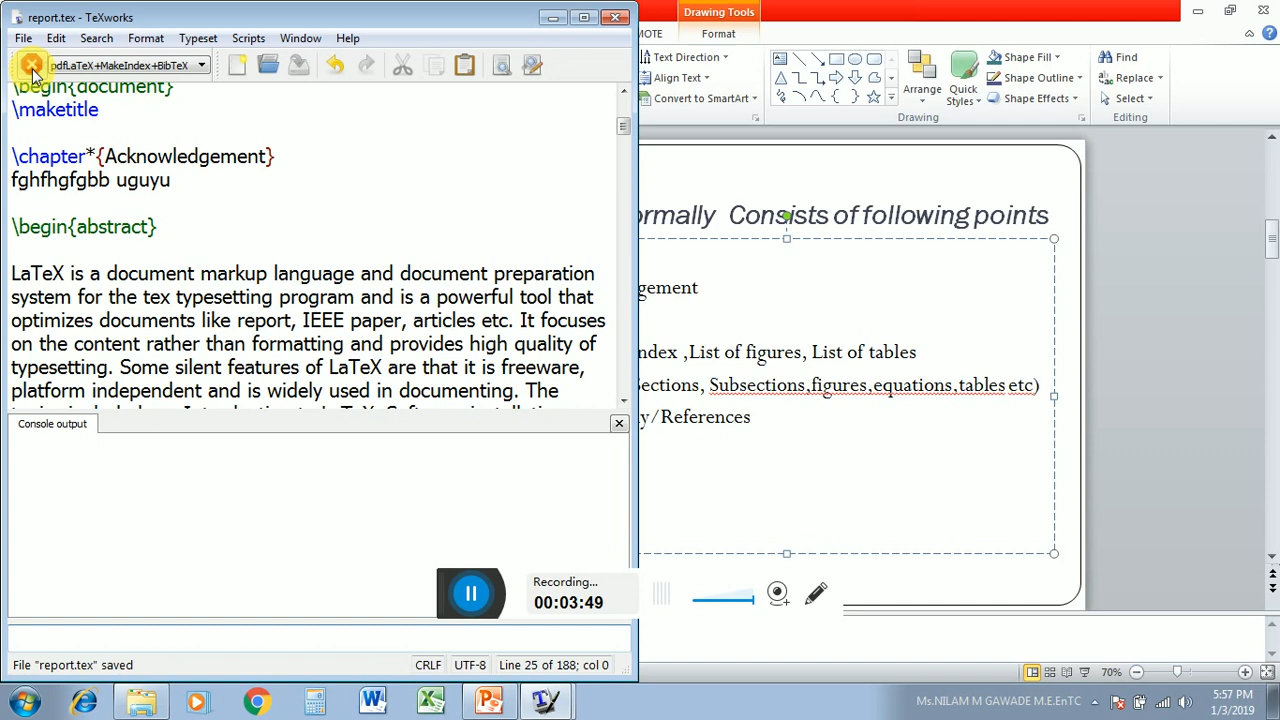 report.tex - TeXworks
File Edit Search Format Typeset Scripts Window Help
pdfLaTeX+MakeIndex+BibTeX
\begin{document}
\maketitle
\chapter*{Acknowledgement}
fghfhgfgbb uguyu
\begin{abstract}
LaTeX is a document markup language and document preparation
system for the tex typesetting program and is a powerful tool that
optimizes documents like report, IEEE paper, articles etc. It focuses
on the content rather than formatting and provides high quality of
typesetting. Some silent features of LaTeX are that it is freeware,
platform independent and is widely used in documenting. The
Console output
File "report.tex" saved
CRLF UTF-8 Line 25 of 188; col 0
Drawing Tools
MOTE Format
Text Direction
Align Text
Convert to SmartArt
Arrange
Quick
Styles
Shape Fill
Shape Outline
Shape Effects
Find
Replace
Select
Drawing
Editing
ormally Consists of following points
gement
ndex ,List of figures, List of tables
Sections, Subsections,figures,equations,tables etc)
y/References
Recording...
00:03:49
70%
Ms.NILAM M GAWADE M.E.EnTC
5:57 PM
1/3/2019